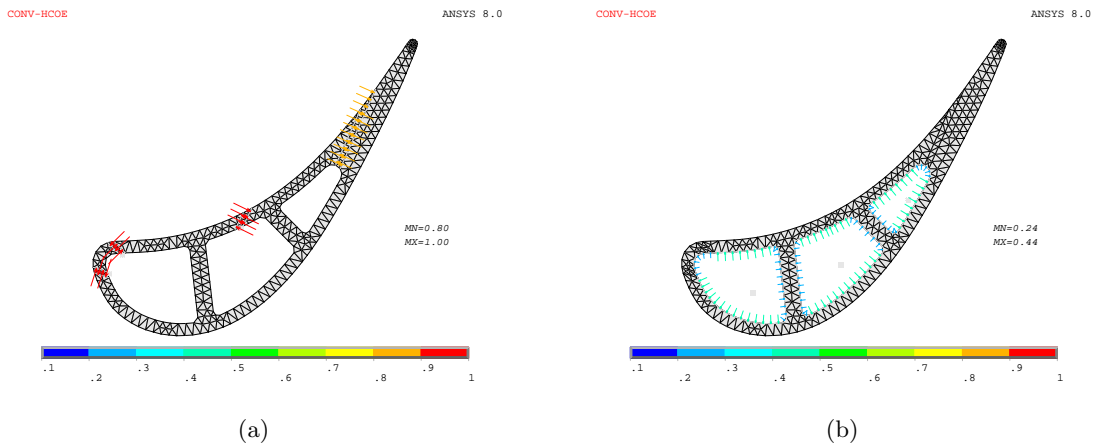 CONV-HCOE ANSYS 8.0
MN=0.80
MX=1.00
.1 .2 .3 .4 .5 .6 .7 .8 .9 1
(a)
CONV-HCOE ANSYS 8.0
MN=0.24
MX=0.44
.1 .2 .3 .4 .5 .6 .7 .8 .9 1
(b)